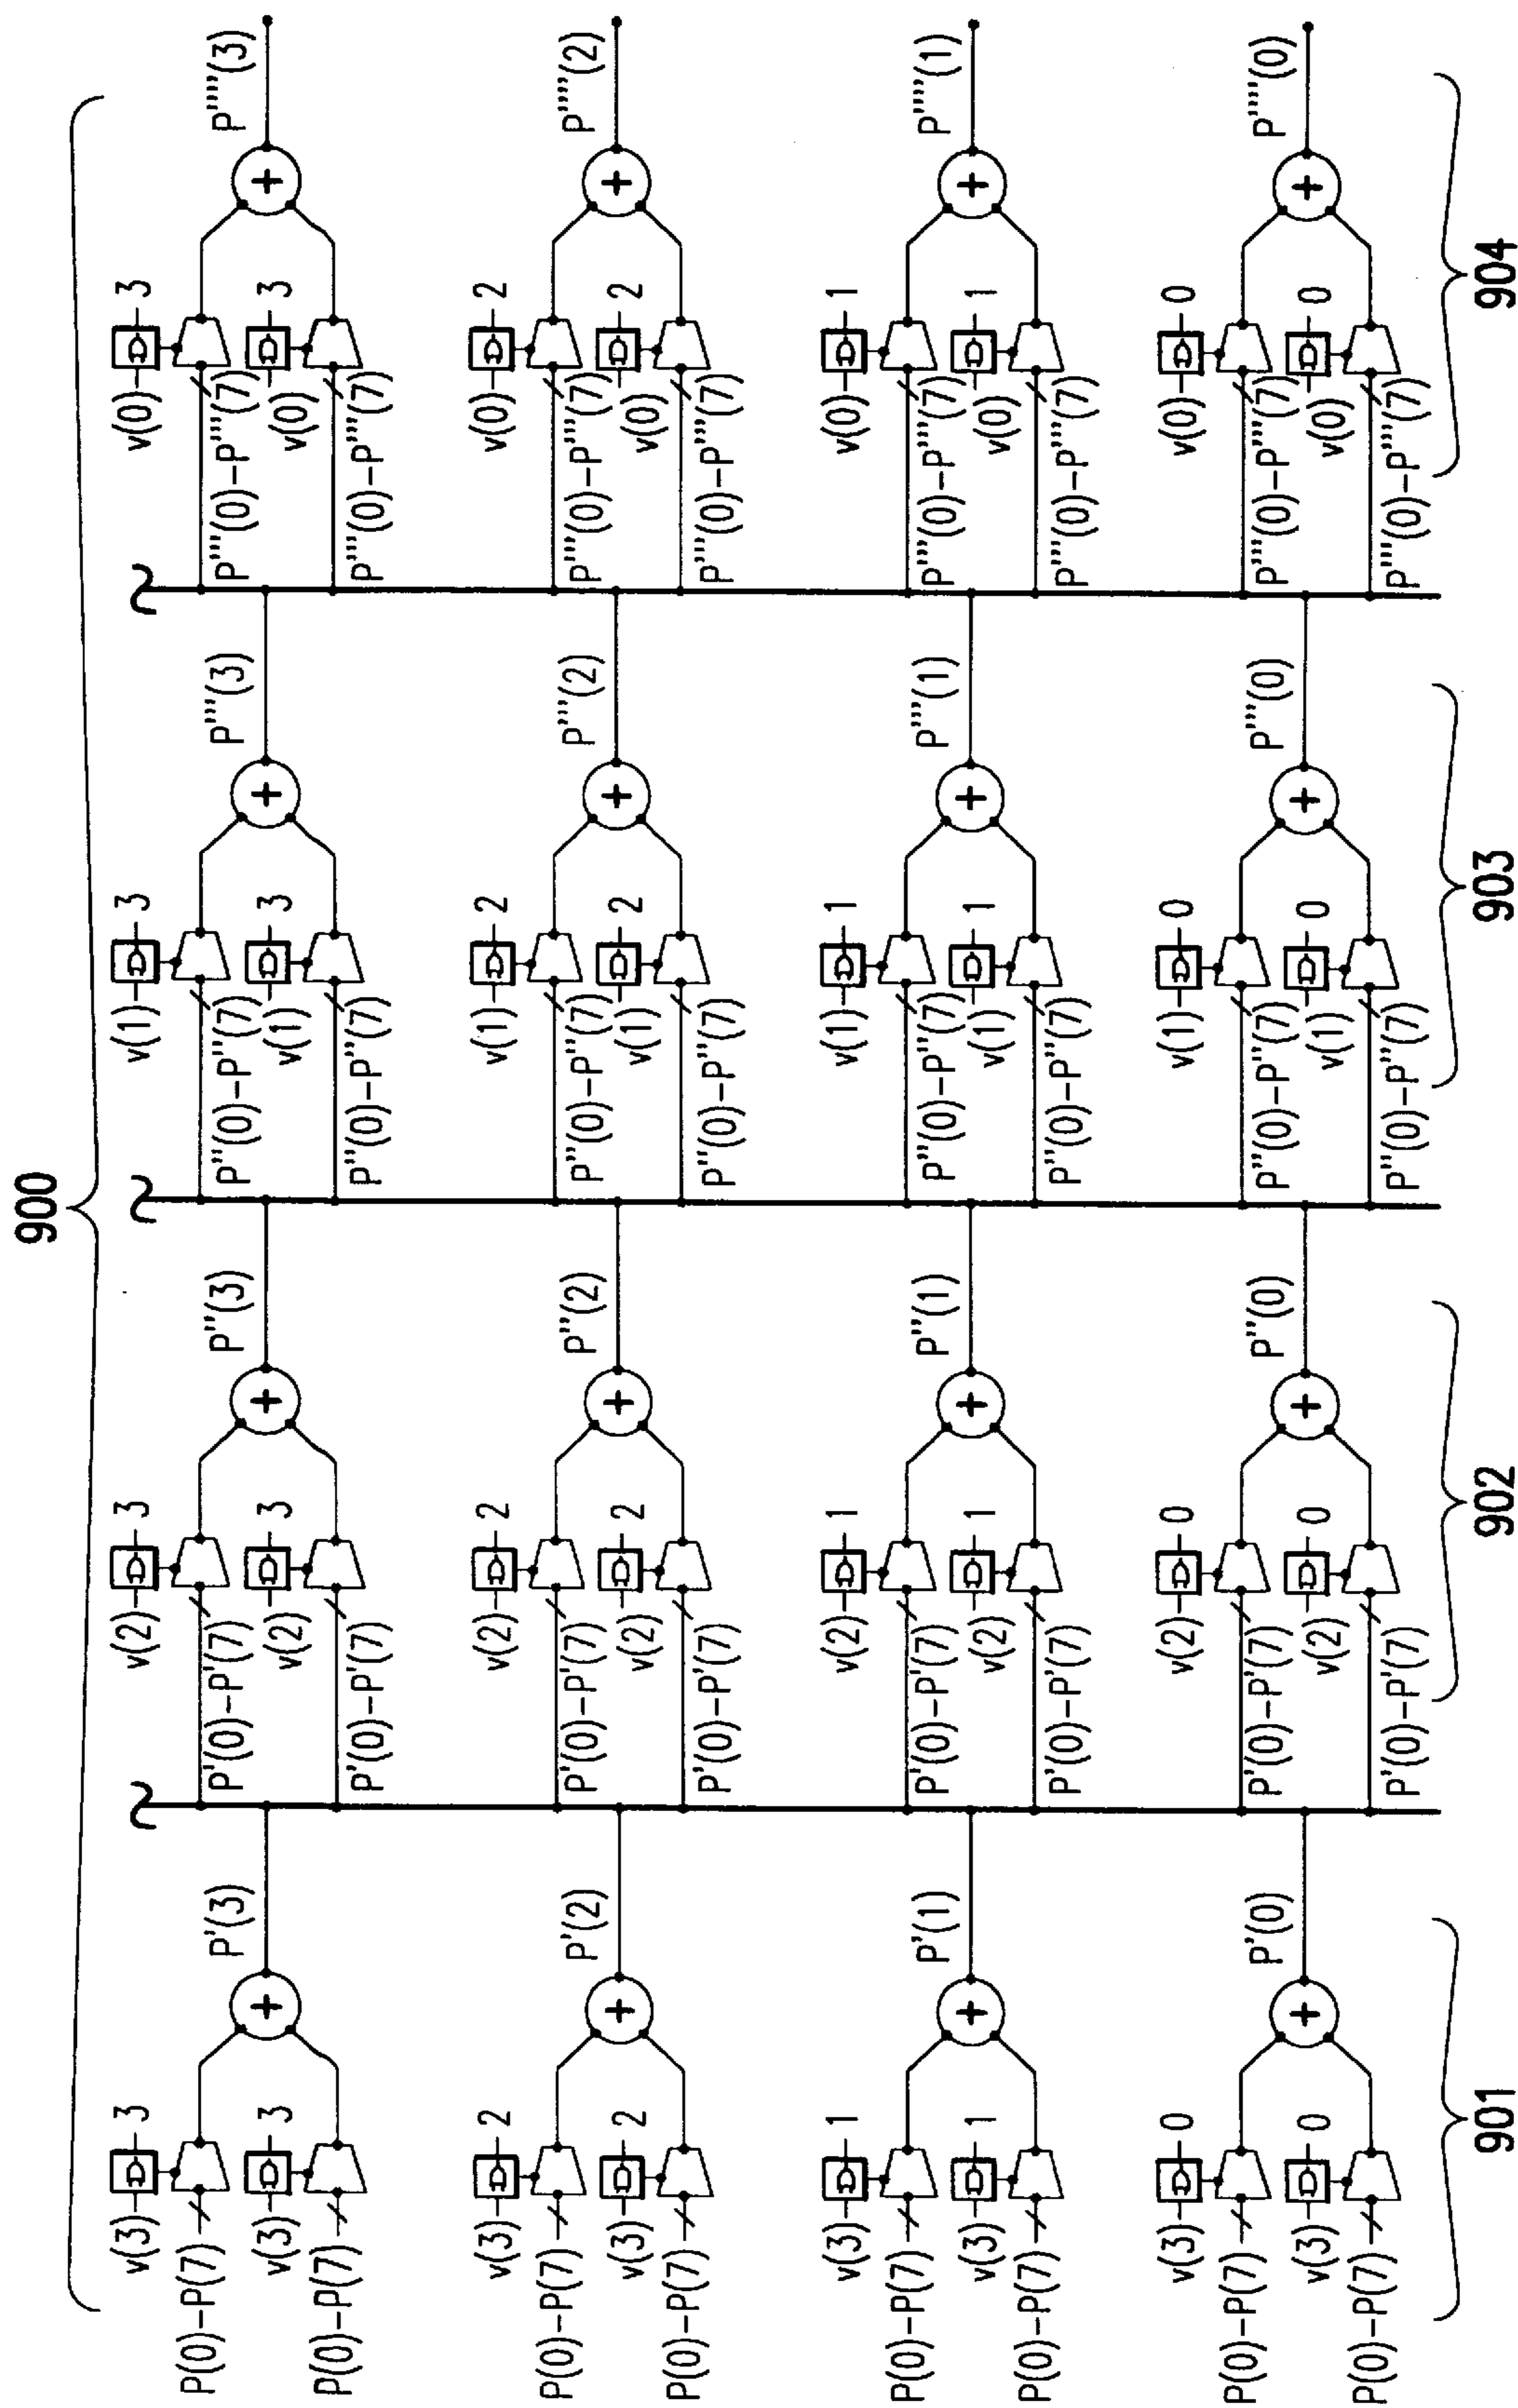 900
v(3) 3 v(2) 3 v(1) 3 v(0) 3
P(0)-P(7) P'(3) P'(0)-P'(7) P''(3) P''(0)-P''(7) P'''(3) P'''(0)-P'''(7) P''''(3)
v(3) 3 v(2) 3 v(1) 3 v(0) 3
P(0)-P(7) P'(0)-P'(7) P''(0)-P''(7) P'''(0)-P'''(7)
v(3) 2 v(2) 2 v(1) 2 v(0) 2
P(0)-P(7) P'(2) P'(0)-P'(7) P''(2) P''(0)-P''(7) P'''(2) P'''(0)-P'''(7) P''''(2)
v(3) 2 v(2) 2 v(1) 2 v(0) 2
P(0)-P(7) P'(0)-P'(7) P''(0)-P''(7) P'''(0)-P'''(7)
v(3) 1 v(2) 1 v(1) 1 v(0) 1
P(0)-P(7) P'(1) P'(0)-P'(7) P''(1) P''(0)-P''(7) P'''(1) P'''(0)-P'''(7) P''''(1)
v(3) 1 v(2) 1 v(1) 1 v(0) 1
P(0)-P(7) P'(0)-P'(7) P''(0)-P''(7) P'''(0)-P'''(7)
v(3) 0 v(2) 0 v(1) 0 v(0) 0
P(0)-P(7) P'(0) P'(0)-P'(7) P''(0) P''(0)-P''(7) P'''(0) P'''(0)-P'''(7) P''''(0)
v(3) 0 v(2) 0 v(1) 0 v(0) 0
P(0)-P(7) P'(0)-P'(7) P''(0)-P''(7) P'''(0)-P'''(7)
901 902 903 904